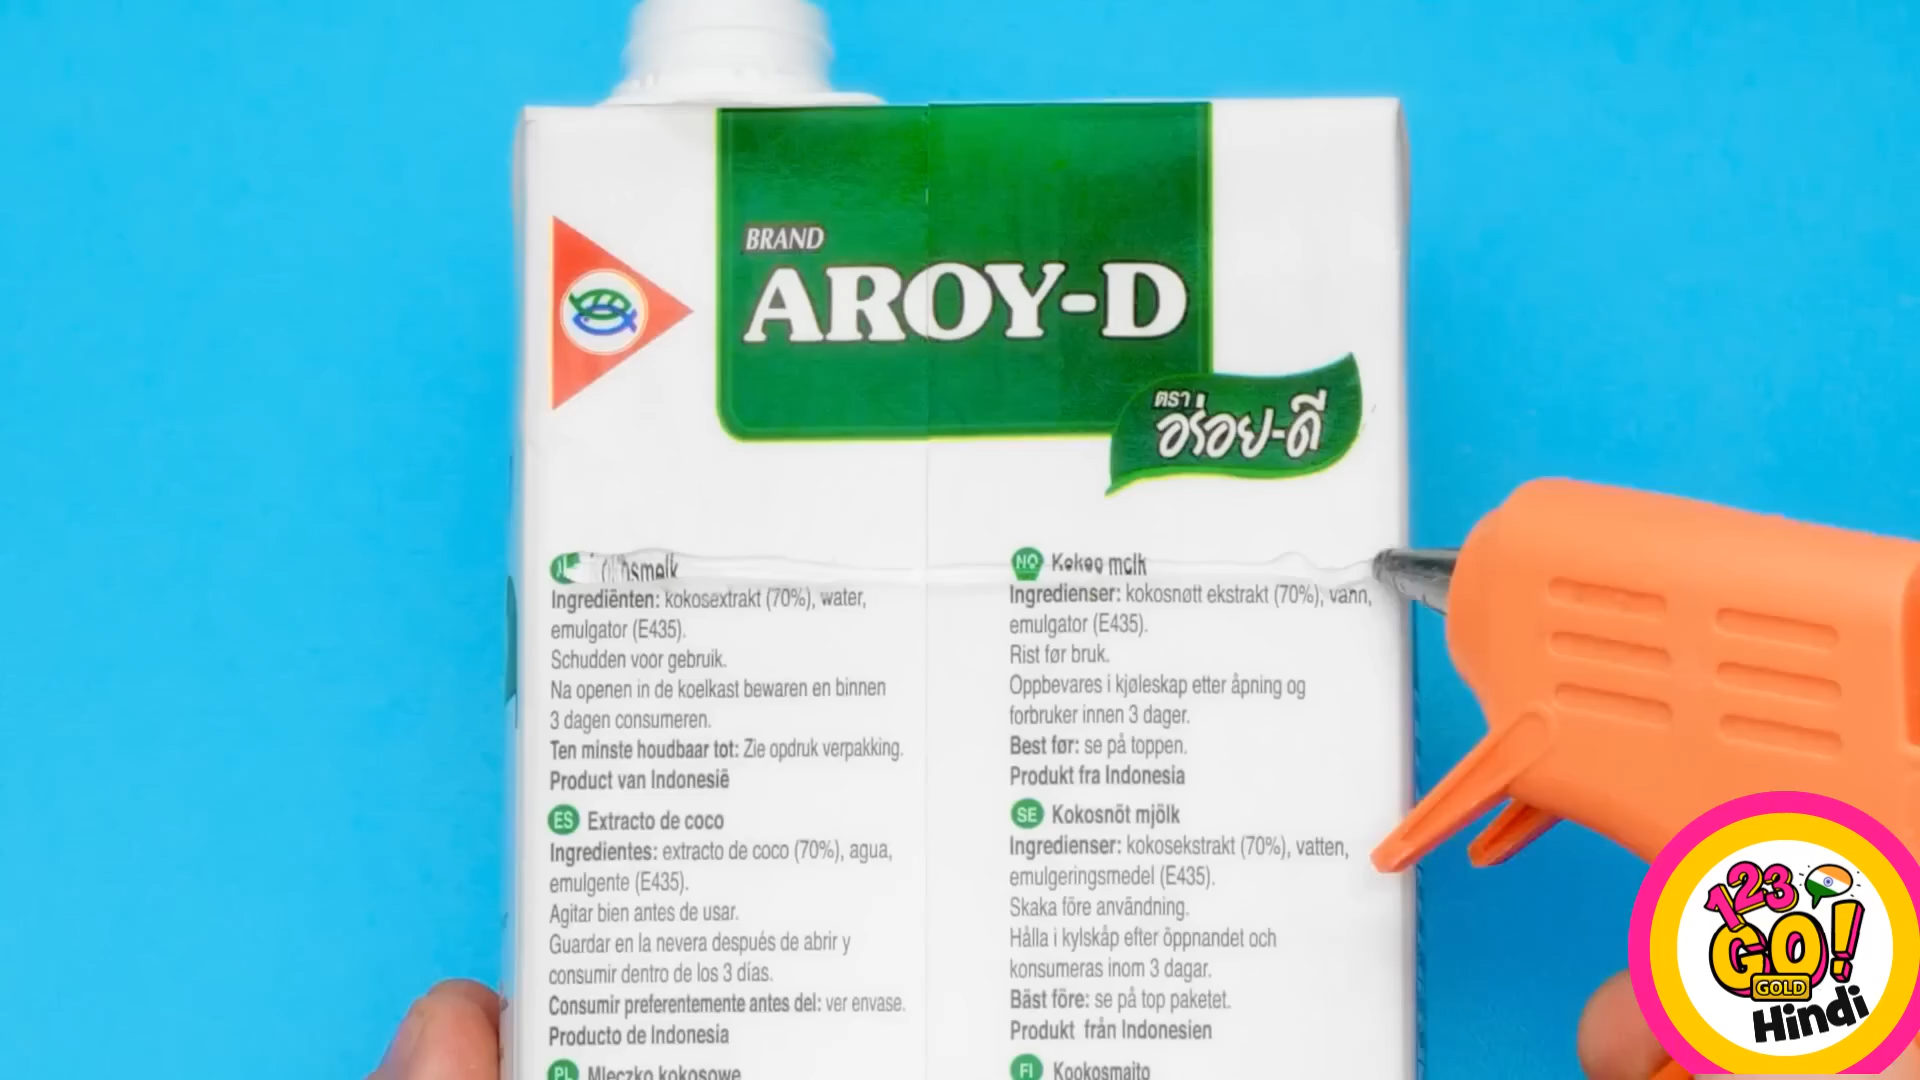 BRAND
AROY-D
ตรา
อร่อย-ดี
Ingrediënten: kokosextrakt (70%), water,
emulgator (E435).
Schudden voor gebruik.
Na openen in de koelkast bewaren en binnen
3 dagen consumeren.
Ten minste houdbaar tot: Zie opdruk verpakking.
Product van Indonesië
ES Extracto de coco
Ingredientes: extracto de coco (70%), agua,
emulgente (E435).
Agitar bien antes de usar.
Guardar en la nevera después de abrir y
consumir dentro de los 3 días.
Consumir preferentemente antes del: ver envase.
Producto de Indonesia
PL Mleczko kokosowe
NO
Ingredienser: kokosnøtt ekstrakt (70%), vann,
emulgator (E435).
Rist før bruk.
Oppbevares i kjøleskap etter åpning og
forbruker innen 3 dager.
Best før: se på toppen.
Produkt fra Indonesia
SE Kokosnöt mjölk
Ingredienser: kokosekstrakt (70%), vatten,
emulgeringsmedel (E435).
Skaka före användning.
Hålla i kylskåp efter öppnandet och
konsumeras inom 3 dagar.
Bäst före: se på top paketet.
Produkt från Indonesien
FI Kookosmaito
123
GO!
GOLD
Hindi